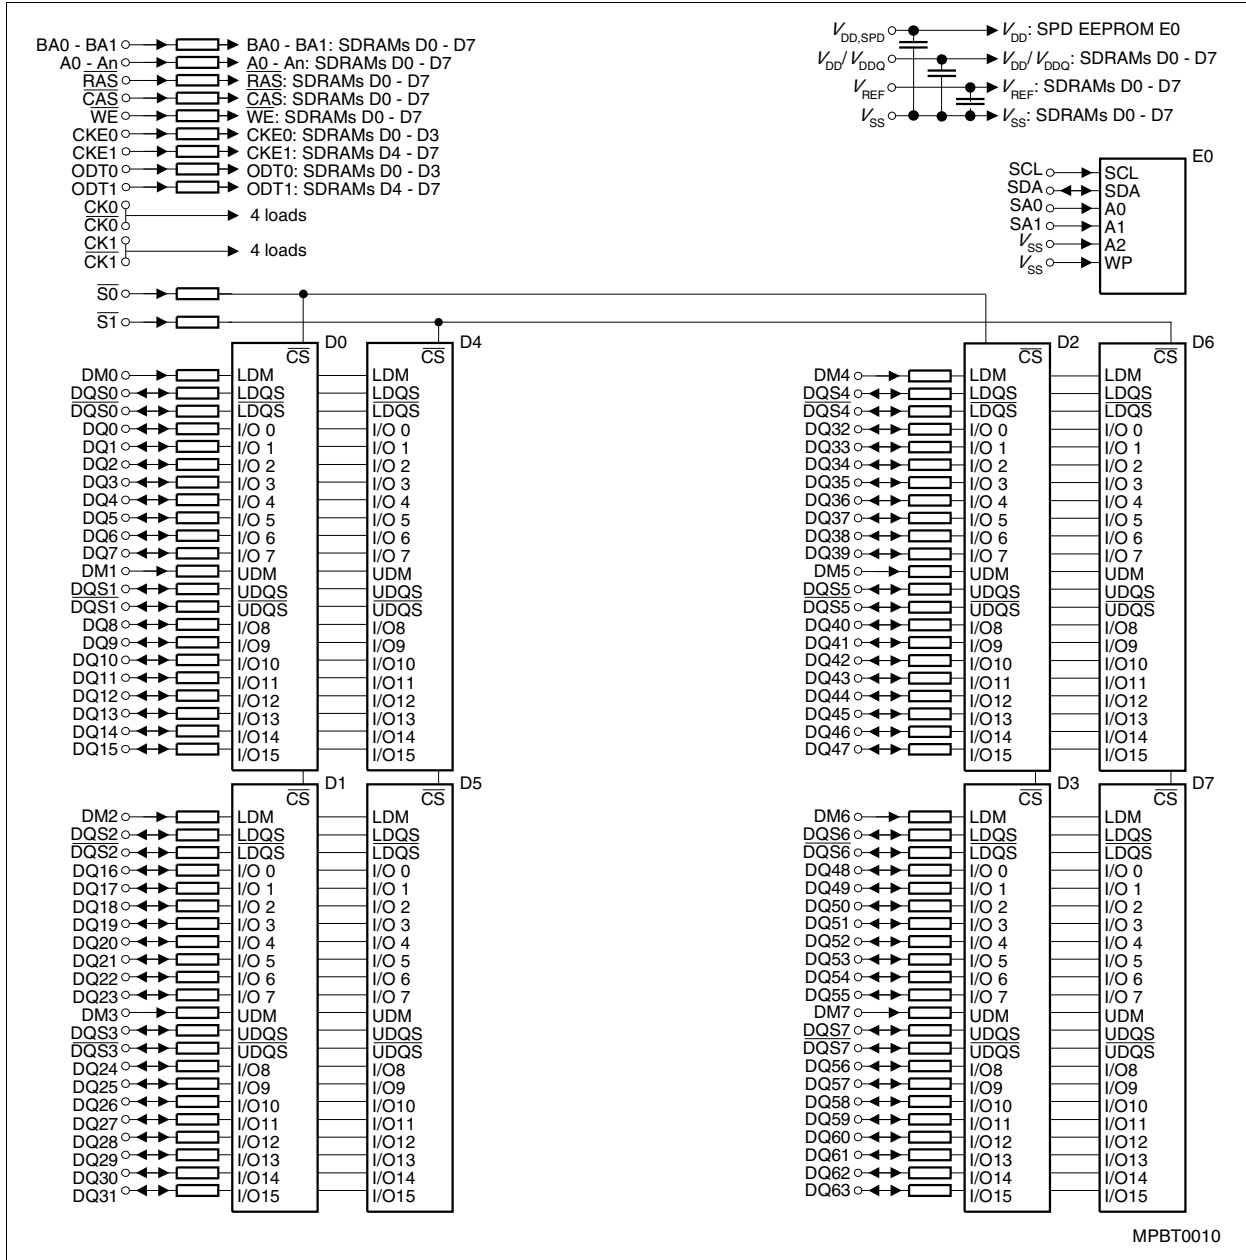 BA0 - BA1 BA0 - BA1: SDRAMs D0 - D7
A0 - An A0 - An: SDRAMs D0 - D7
RAS RAS: SDRAMs D0 - D7
CAS CAS: SDRAMs D0 - D7
WE WE: SDRAMs D0 - D7
CKE0 CKE0: SDRAMs D0 - D3
CKE1 CKE1: SDRAMs D4 - D7
ODT0 ODT0: SDRAMs D0 - D3
ODT1 ODT1: SDRAMs D4 - D7
CK0
CK0 4 loads
CK1
CK1 4 loads
VDD,SPD VDD: SPD EEPROM E0
VDD/VDDQ VDD/VDDQ: SDRAMs D0 - D7
VREF VREF: SDRAMs D0 - D7
VSS VSS: SDRAMs D0 - D7
E0
SCL SCL
SDA SDA
SA0 A0
SA1 A1
VSS A2
VSS WP
S0
S1
D0 D4
CS CS
DM0 LDM LDM
DQS0 LDQS LDQS
DQS0 LDQS LDQS
DQ0 I/O 0 I/O 0
DQ1 I/O 1 I/O 1
DQ2 I/O 2 I/O 2
DQ3 I/O 3 I/O 3
DQ4 I/O 4 I/O 4
DQ5 I/O 5 I/O 5
DQ6 I/O 6 I/O 6
DQ7 I/O 7 I/O 7
DM1 UDM UDM
DQS1 UDQS UDQS
DQS1 UDQS UDQS
DQ8 I/O8 I/O8
DQ9 I/O9 I/O9
DQ10 I/O10 I/O10
DQ11 I/O11 I/O11
DQ12 I/O12 I/O12
DQ13 I/O13 I/O13
DQ14 I/O14 I/O14
DQ15 I/O15 I/O15
D1 D5
CS CS
DM2 LDM LDM
DQS2 LDQS LDQS
DQS2 LDQS LDQS
DQ16 I/O 0 I/O 0
DQ17 I/O 1 I/O 1
DQ18 I/O 2 I/O 2
DQ19 I/O 3 I/O 3
DQ20 I/O 4 I/O 4
DQ21 I/O 5 I/O 5
DQ22 I/O 6 I/O 6
DQ23 I/O 7 I/O 7
DM3 UDM UDM
DQS3 UDQS UDQS
DQS3 UDQS UDQS
DQ24 I/O8 I/O8
DQ25 I/O9 I/O9
DQ26 I/O10 I/O10
DQ27 I/O11 I/O11
DQ28 I/O12 I/O12
DQ29 I/O13 I/O13
DQ30 I/O14 I/O14
DQ31 I/O15 I/O15
D2 D6
CS CS
DM4 LDM LDM
DQS4 LDQS LDQS
DQS4 LDQS LDQS
DQ32 I/O 0 I/O 0
DQ33 I/O 1 I/O 1
DQ34 I/O 2 I/O 2
DQ35 I/O 3 I/O 3
DQ36 I/O 4 I/O 4
DQ37 I/O 5 I/O 5
DQ38 I/O 6 I/O 6
DQ39 I/O 7 I/O 7
DM5 UDM UDM
DQS5 UDQS UDQS
DQS5 UDQS UDQS
DQ40 I/O8 I/O8
DQ41 I/O9 I/O9
DQ42 I/O10 I/O10
DQ43 I/O11 I/O11
DQ44 I/O12 I/O12
DQ45 I/O13 I/O13
DQ46 I/O14 I/O14
DQ47 I/O15 I/O15
D3 D7
CS CS
DM6 LDM LDM
DQS6 LDQS LDQS
DQS6 LDQS LDQS
DQ48 I/O 0 I/O 0
DQ49 I/O 1 I/O 1
DQ50 I/O 2 I/O 2
DQ51 I/O 3 I/O 3
DQ52 I/O 4 I/O 4
DQ53 I/O 5 I/O 5
DQ54 I/O 6 I/O 6
DQ55 I/O 7 I/O 7
DM7 UDM UDM
DQS7 UDQS UDQS
DQS7 UDQS UDQS
DQ56 I/O8 I/O8
DQ57 I/O9 I/O9
DQ58 I/O10 I/O10
DQ59 I/O11 I/O11
DQ60 I/O12 I/O12
DQ61 I/O13 I/O13
DQ62 I/O14 I/O14
DQ63 I/O15 I/O15
MPBT0010